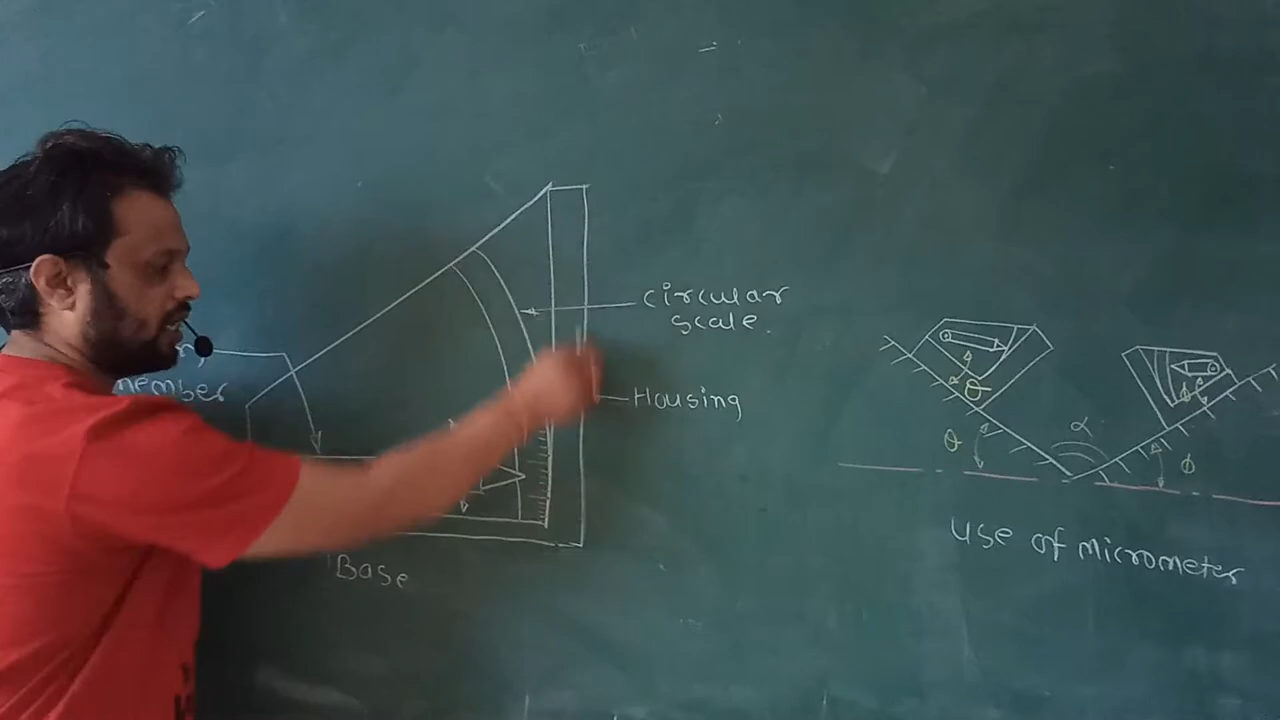 member
circular
scale.
Housing
Base
θ
θ
α
φ
φ
use of micrometer